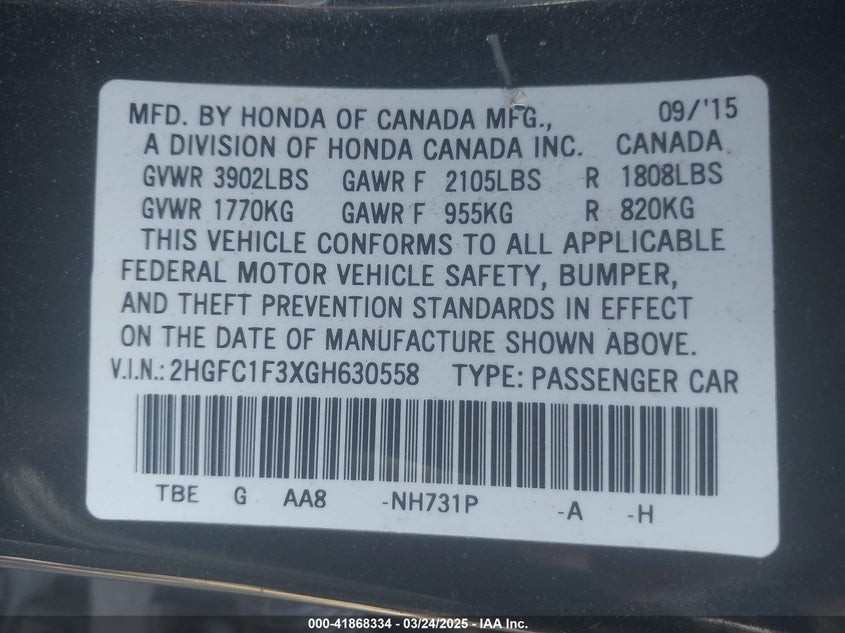 MFD. BY HONDA OF CANADA MFG., 09/'15
A DIVISION OF HONDA CANADA INC. CANADA
GVWR 3902LBS GAWR F 2105LBS R 1808LBS
GVWR 1770KG GAWR F 955KG R 820KG
THIS VEHICLE CONFORMS TO ALL APPLICABLE
FEDERAL MOTOR VEHICLE SAFETY, BUMPER,
AND THEFT PREVENTION STANDARDS IN EFFECT
ON THE DATE OF MANUFACTURE SHOWN ABOVE.
V.I.N.: 2HGFC1F3XGH630558 TYPE: PASSENGER CAR
TBE G AA8 -NH731P -A -H
000-41868334 - 03/24/2025 - IAA Inc.